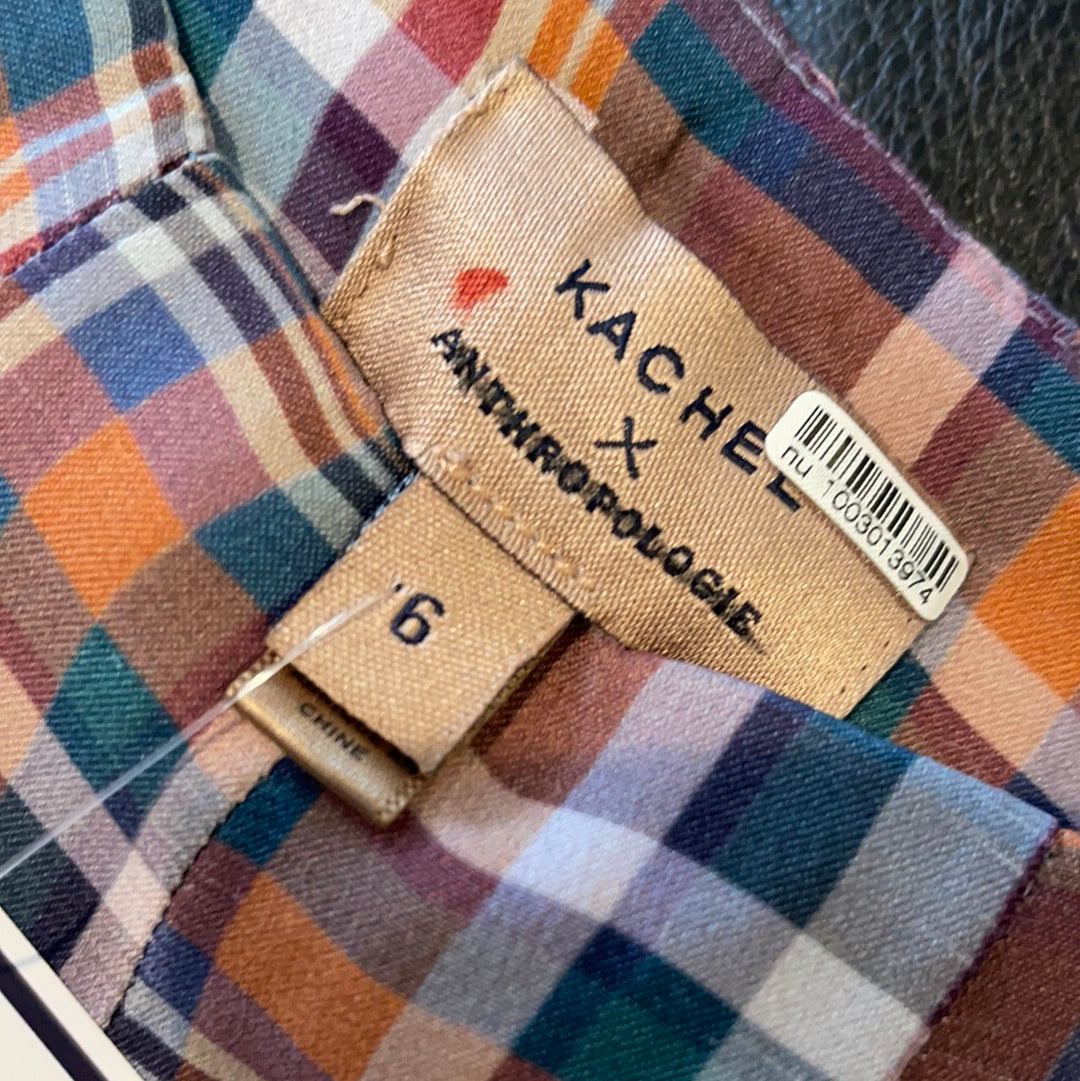 KACHEL
X
ANTHROPOLOGIE
nu 1003013974
6
CHINE